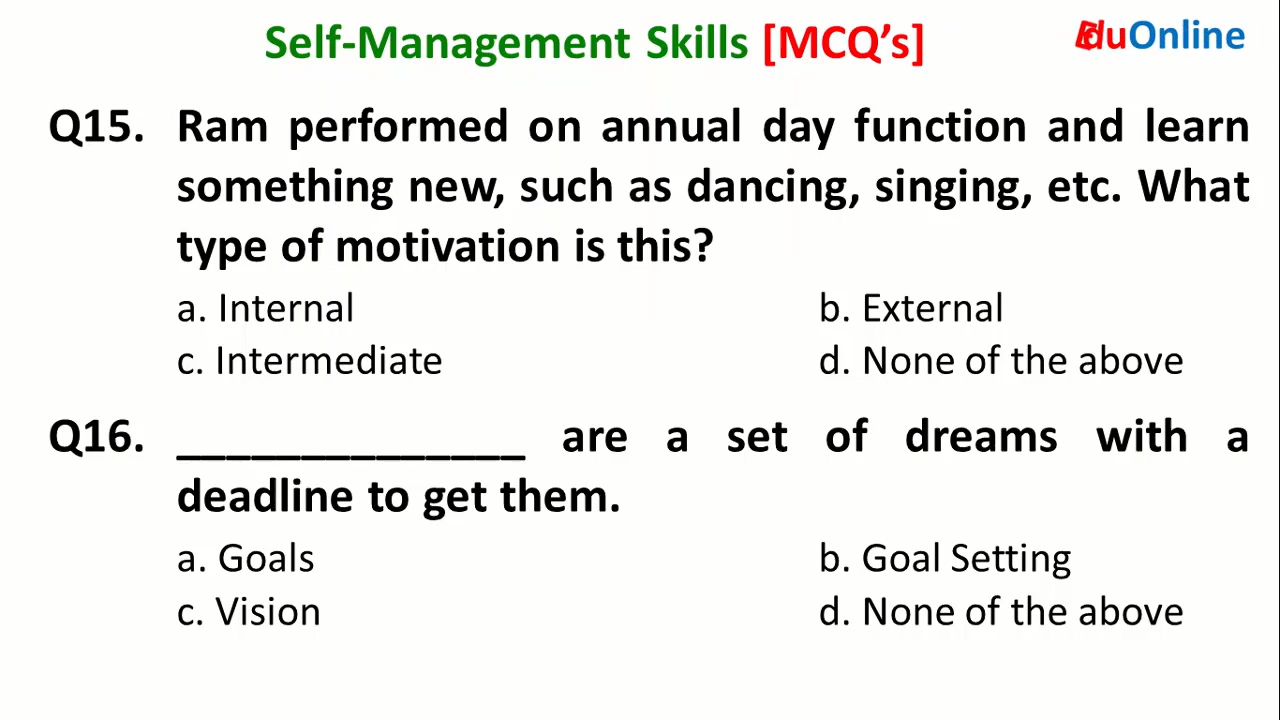 Self-Management Skills [MCQ’s]
EduOnline
Q15. Ram performed on annual day function and learn
something new, such as dancing, singing, etc. What
type of motivation is this?
a. Internal b. External
c. Intermediate d. None of the above
Q16. ______________ are a set of dreams with a
deadline to get them.
a. Goals b. Goal Setting
c. Vision d. None of the above